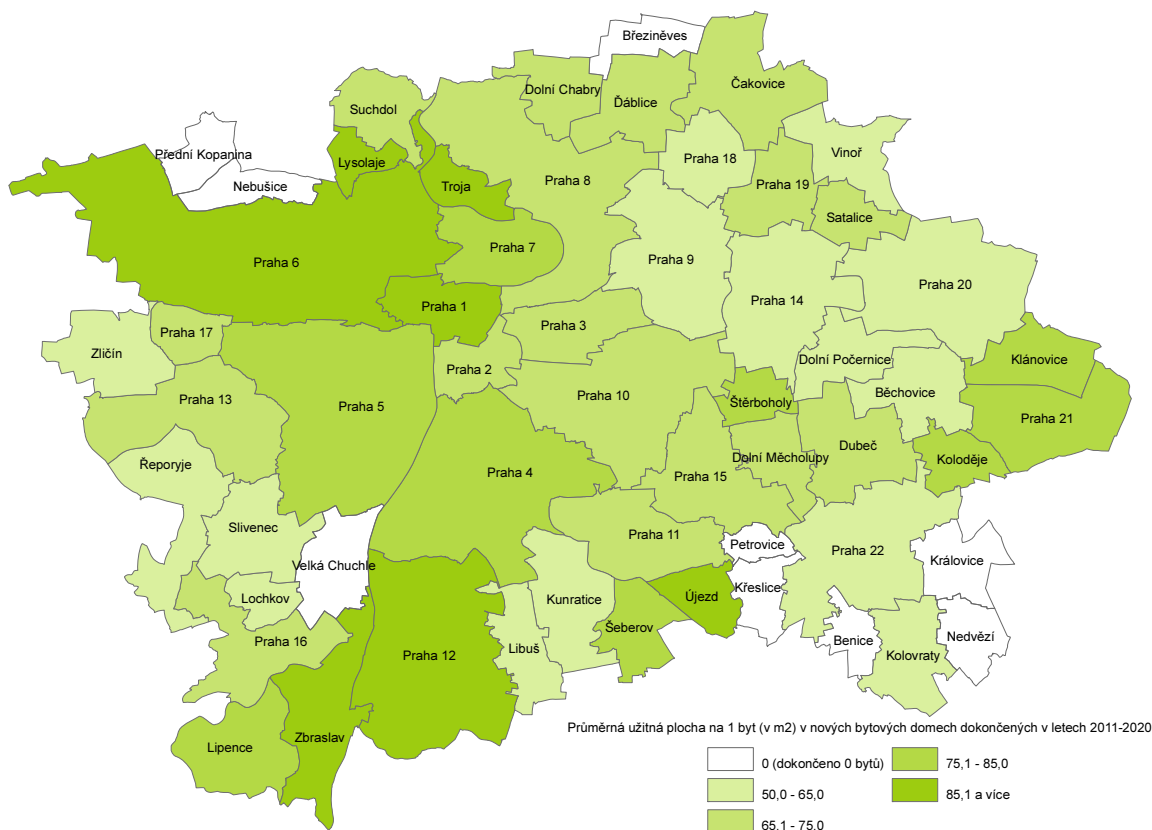 Březiněves
Čakovice
Dolní Chabry
Ďáblice
Suchdol
Přední Kopanina
Lysolaje
Praha 18
Vinoř
Nebušice
Troja
Praha 8
Praha 19
Satalice
Praha 7
Praha 6
Praha 9
Praha 20
Praha 14
Praha 1
Praha 3
Praha 17
Zličín
Praha 2
Dolní Počernice
Klánovice
Běchovice
Praha 13
Praha 5
Praha 10
Štěrboholy
Praha 21
Řeporyje
Praha 4
Dubeč
Dolní Měcholupy
Koloděje
Praha 15
Slivenec
Praha 11
Petrovice
Praha 22
Velká Chuchle
Královice
Křeslice
Lochkov
Kunratice
Újezd
Šeberov
Praha 16
Benice
Nedvězí
Praha 12
Libuš
Kolovraty
Zbraslav
Lipence
Průměrná užitná plocha na 1 byt (v m2) v nových bytových domech dokončených v letech 2011-2020
0 (dokončeno 0 bytů)
75,1 - 85,0
50,0 - 65,0
85,1 a více
65,1 - 75,0